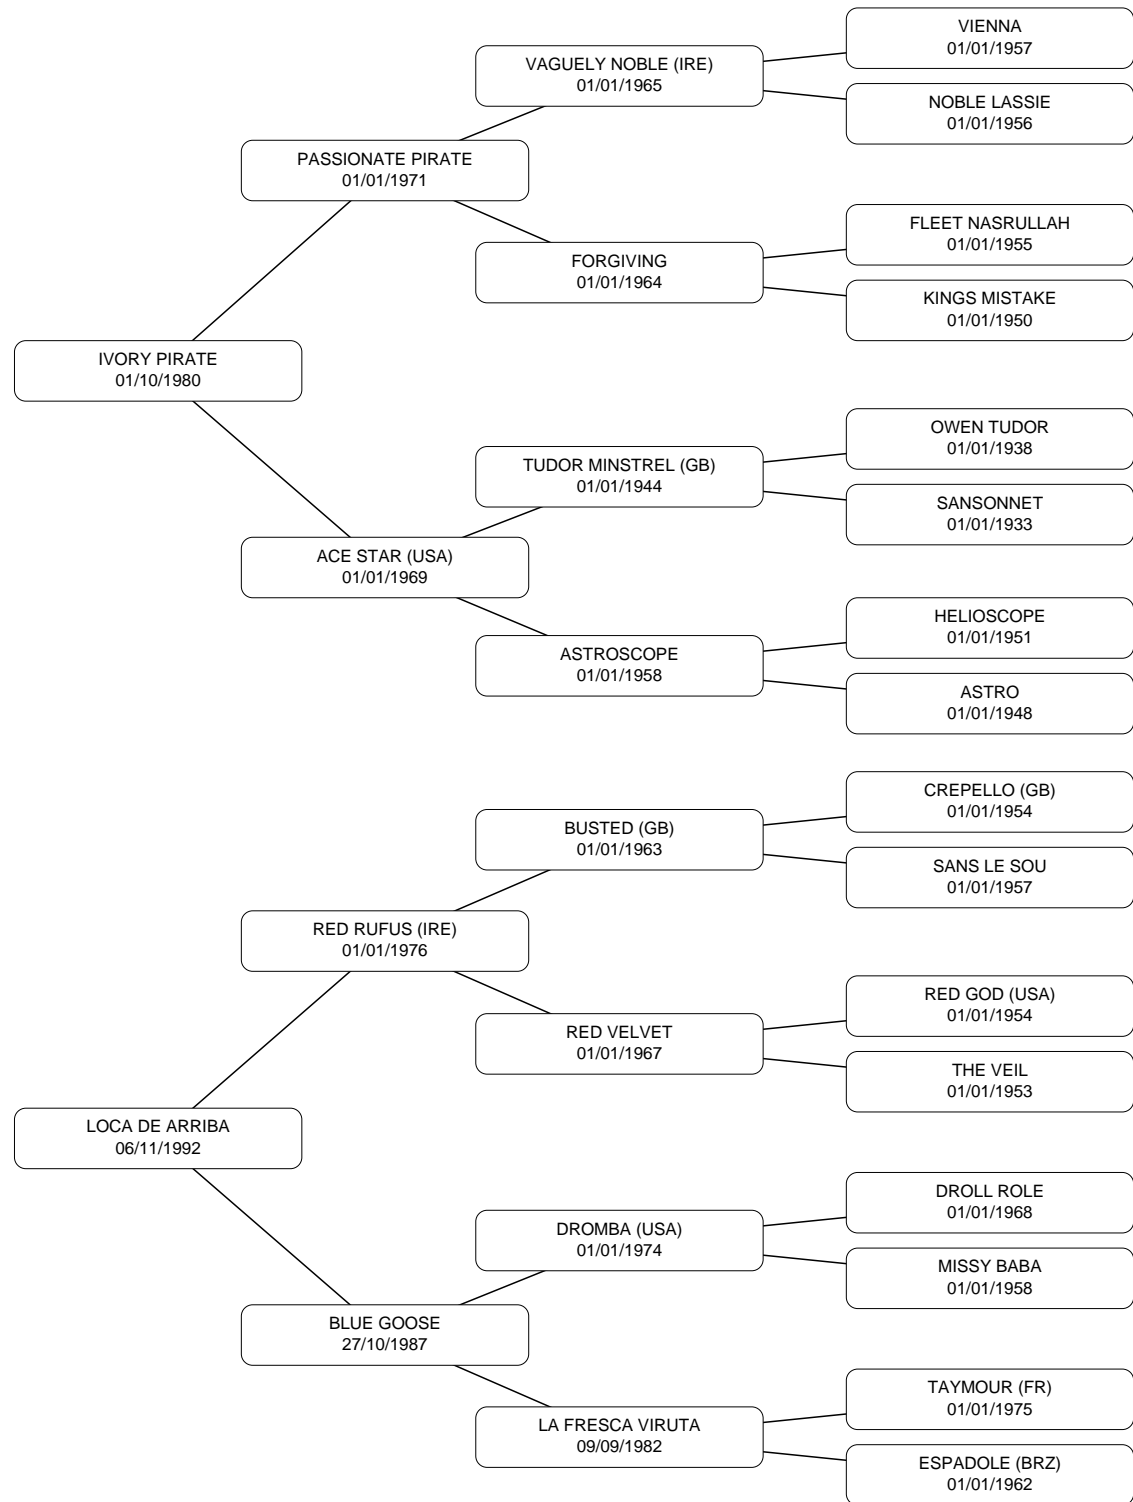 VIENNA
01/01/1957
VAGUELY NOBLE (IRE)
01/01/1965
NOBLE LASSIE
01/01/1956
PASSIONATE PIRATE
01/01/1971
FLEET NASRULLAH
01/01/1955
FORGIVING
01/01/1964
KINGS MISTAKE
01/01/1950
IVORY PIRATE
01/10/1980
OWEN TUDOR
01/01/1938
TUDOR MINSTREL (GB)
01/01/1944
SANSONNET
01/01/1933
ACE STAR (USA)
01/01/1969
HELIOSCOPE
01/01/1951
ASTROSCOPE
01/01/1958
ASTRO
01/01/1948
CREPELLO (GB)
01/01/1954
BUSTED (GB)
01/01/1963
SANS LE SOU
01/01/1957
RED RUFUS (IRE)
01/01/1976
RED GOD (USA)
01/01/1954
RED VELVET
01/01/1967
THE VEIL
01/01/1953
LOCA DE ARRIBA
06/11/1992
DROLL ROLE
01/01/1968
DROMBA (USA)
01/01/1974
MISSY BABA
01/01/1958
BLUE GOOSE
27/10/1987
TAYMOUR (FR)
01/01/1975
LA FRESCA VIRUTA
09/09/1982
ESPADOLE (BRZ)
01/01/1962